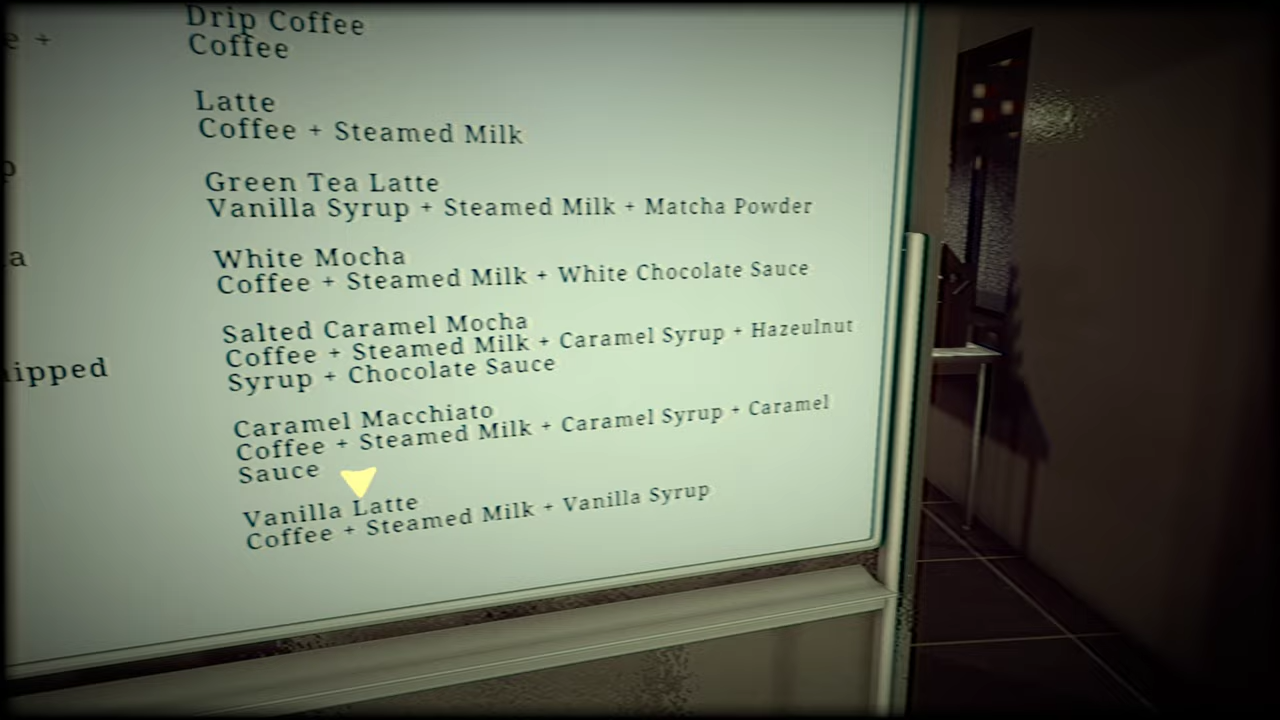 Drip Coffee
Coffee
Latte
Coffee + Steamed Milk
Green Tea Latte
Vanilla Syrup + Steamed Milk + Matcha Powder
White Mocha
Coffee + Steamed Milk + White Chocolate Sauce
Salted Caramel Mocha
Coffee + Steamed Milk + Caramel Syrup + Hazeulnut
Syrup + Chocolate Sauce
Caramel Macchiato
Coffee + Steamed Milk + Caramel Syrup + Caramel
Sauce
Vanilla Latte
Coffee + Steamed Milk + Vanilla Syrup